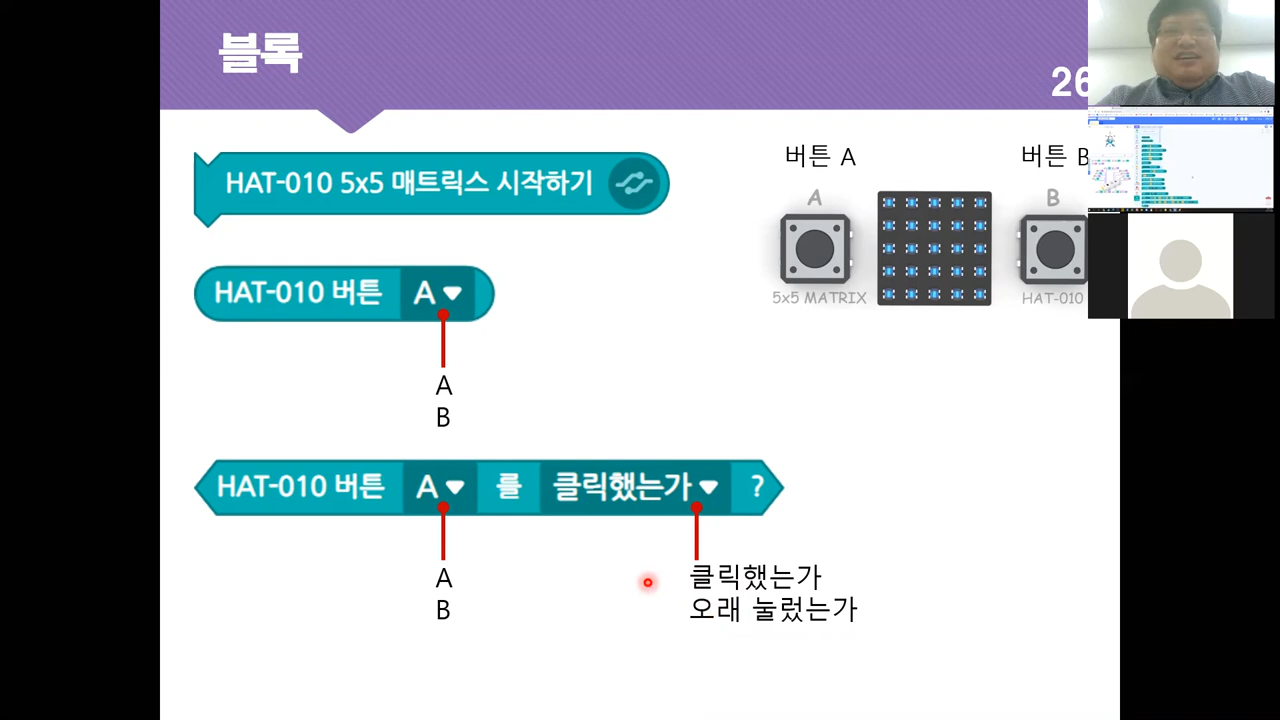 블록
26
HAT-010 5x5 매트릭스 시작하기
버튼 A
버튼 B
A
B
5x5 MATRIX
HAT-010
HAT-010 버튼 A
A
B
HAT-010 버튼 A 를 클릭했는가 ?
A
B
클릭했는가
오래 눌렀는가